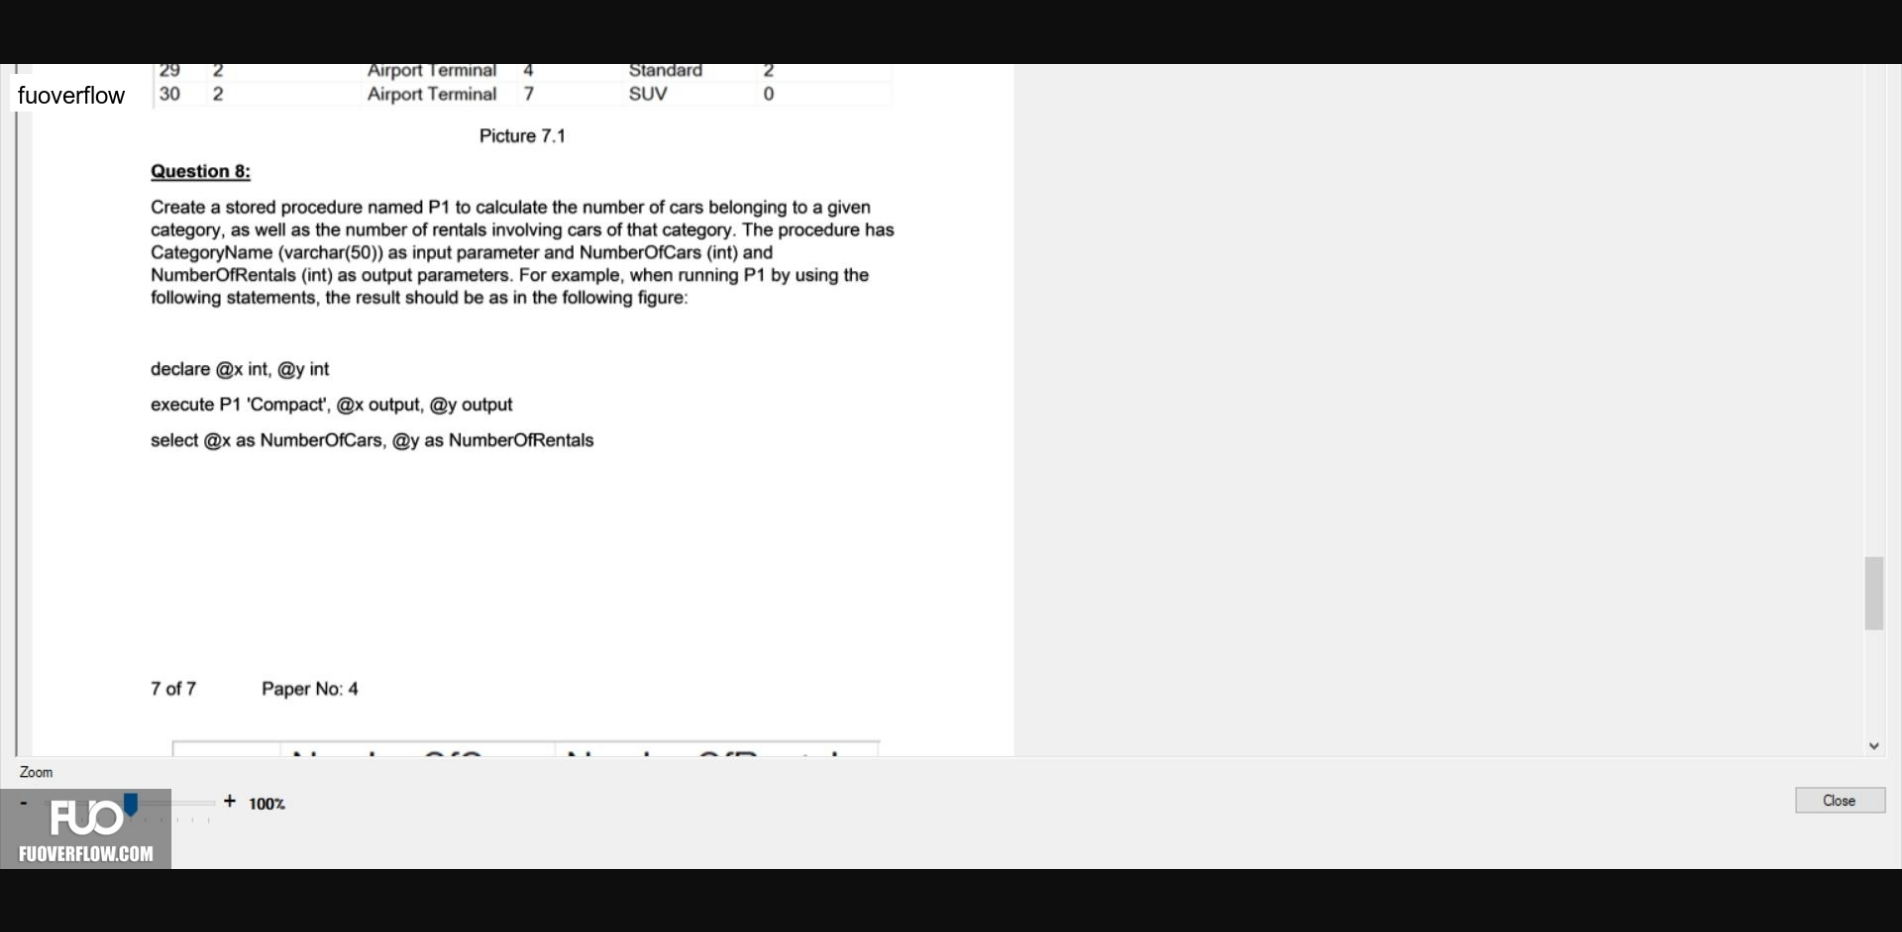 29 2 Airport Terminal 4 Standard 2
fuoverflow
30 2 Airport Terminal 7 SUV 0
Picture 7.1
Question 8:
Create a stored procedure named P1 to calculate the number of cars belonging to a given
category, as well as the number of rentals involving cars of that category. The procedure has
CategoryName (varchar(50)) as input parameter and NumberOfCars (int) and
NumberOfRentals (int) as output parameters. For example, when running P1 by using the
following statements, the result should be as in the following figure:
declare @x int, @y int
execute P1 'Compact', @x output, @y output
select @x as NumberOfCars, @y as NumberOfRentals
7 of 7 Paper No: 4
Zoom
- + 100%
Close
FUO
FUOVERFLOW.COM